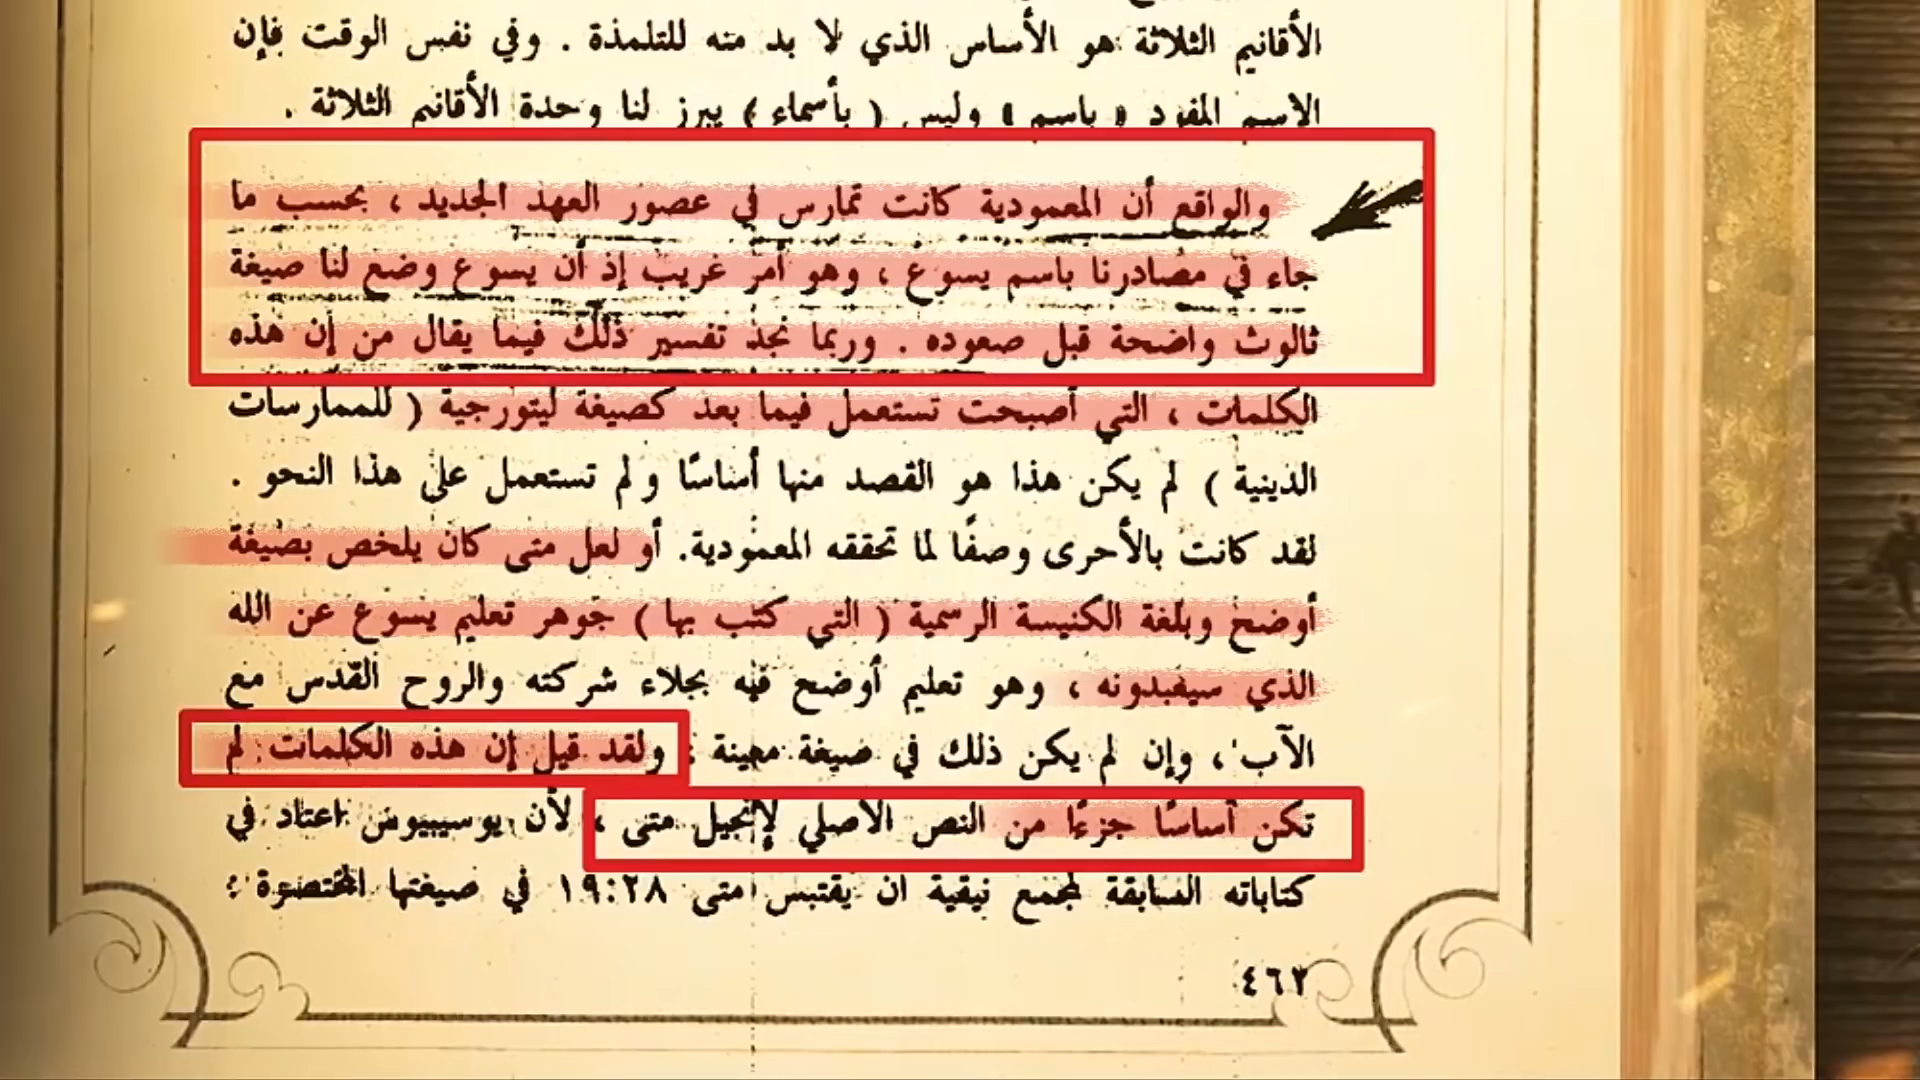 الأقانيم الثلاثة هو الأساس الذي لا بد منه للتلمذة . وفي نفس الوقت فإن
الاسم المفرد « باسم » وليس ( بأسماء ) يبرز لنا وحدة الأقانيم الثلاثة .
والواقع أن المعمودية كانت تمارس في عصور العهد الجديد ، بحسب ما
جاء في مصادرنا باسم يسوع ، وهو أمر غريب إذ أن يسوع وضع لنا صيغة
ثالوث واضحة قبل صعوده . وربما نجد تفسير ذلك فيما يقال من إن هذه
الكلمات ، التي أصبحت تستعمل فيما بعد كصيغة ليتورجية ( للممارسات
الدينية ) لم يكن هذا هو القصد منها أساسًا ولم تستعمل على هذا النحو .
لقد كانت بالأحرى وصفًا لما تحققه المعمودية. أو لعل متى كان يلخص بصيغة
أوضح وبلغة الكنيسة الرسمية ( التي كتب بها ) جوهر تعليم يسوع عن الله
الذي سيعبدونه ، وهو تعليم أوضح فيه بجلاء شركته والروح القدس مع
الآب ، وإن لم يكن ذلك في صيغة معينة . ولقد قيل إن هذه الكلمات لم
تكن أساسًا جزءًا من النص الأصلي لإنجيل متى ، لأن يوسيبيوس اعتاد في
كتاباته السابقة لمجمع نيقية ان يقتبس متى ١٩:٢٨ في صيغتها المختصرة :
٤٦٢